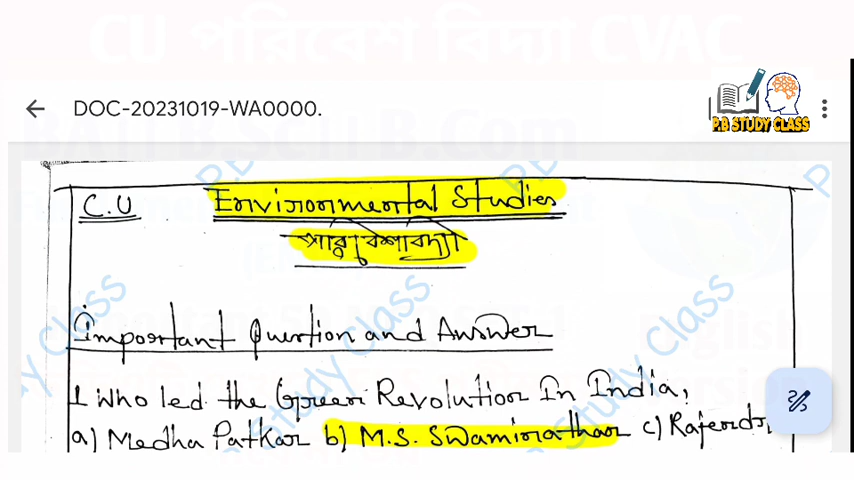 CU পরিবেশ বিদ্যা CVAC
DOC-20231019-WA0000.
P.B STUDY CLASS
C.U Environmental Studies
পরিবেশবিদ্যা
Important Question and Answer
1 Who led the Green Revolution In India,
a) Medha Patkar b) M.S. Swaminathan c) Rajendr